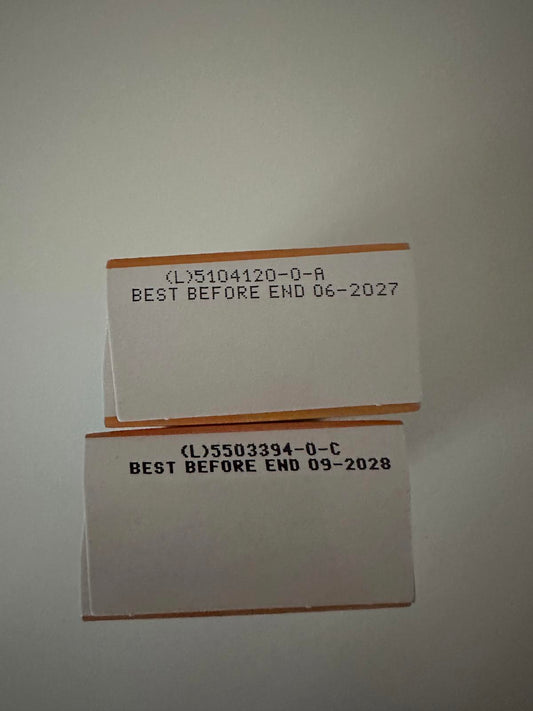 (L)5104120-0-A
BEST BEFORE END 06-2027
(L)5503394-0-C
BEST BEFORE END 09-2028